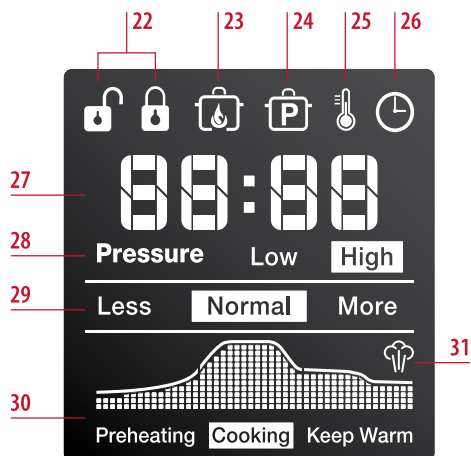 22 23 24 25 26
P
27 88:88
28 Pressure Low High
29 Less Normal More
31
30 Preheating Cooking Keep Warm